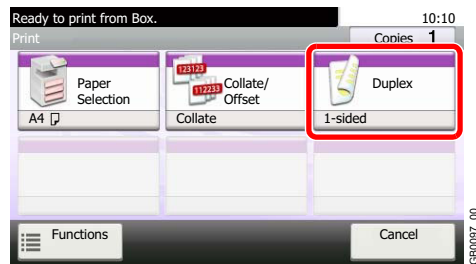 Ready to print from Box.
10:10
Print
Copies 1
123123
112233
Paper
Selection
Collate/
Offset
Duplex
A4
Collate
1-sided
Functions
Cancel
GB0097_00